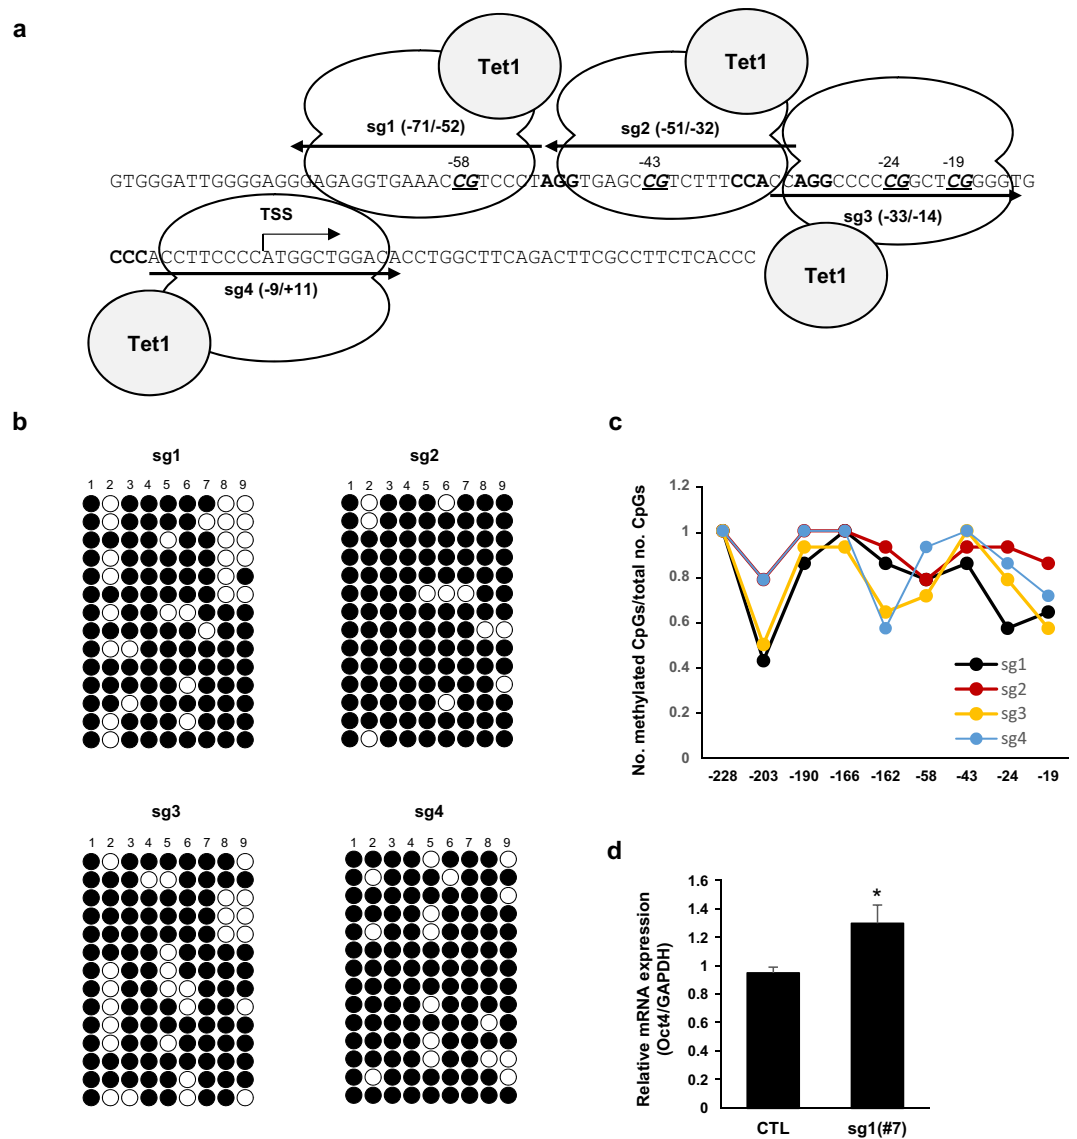 a
Tet1
Tet1
sg1 (-71/-52)
sg2 (-51/-32)
-58
-43
-24
-19
GTGGGATTGGGGAGGGAGAGGTGAAACCGTCCCTAGGTGAGCCGTCTTTCCACCAGGCCCCCGGCTCGGGGTG
sg3 (-33/-14)
TSS
CCCACCTTCCCCATGGCTGGACACCTGGCTTCAGACTTCGCCTTCTCACCC
sg4 (-9/+11)
Tet1
Tet1
b
sg1
1 2 3 4 5 6 7 8 9
sg2
1 2 3 4 5 6 7 8 9
sg3
1 2 3 4 5 6 7 8 9
sg4
1 2 3 4 5 6 7 8 9
c
No. methylated CpGs/total no. CpGs
1.2
1
0.8
0.6
0.4
0.2
0
sg1
sg2
sg3
sg4
-228 -203 -190 -166 -162 -58 -43 -24 -19
d
Relative mRNA expression
(Oct4/GAPDH)
1.6
1.4
1.2
1
0.8
0.6
0.4
0.2
0
*
CTL sg1(#7)